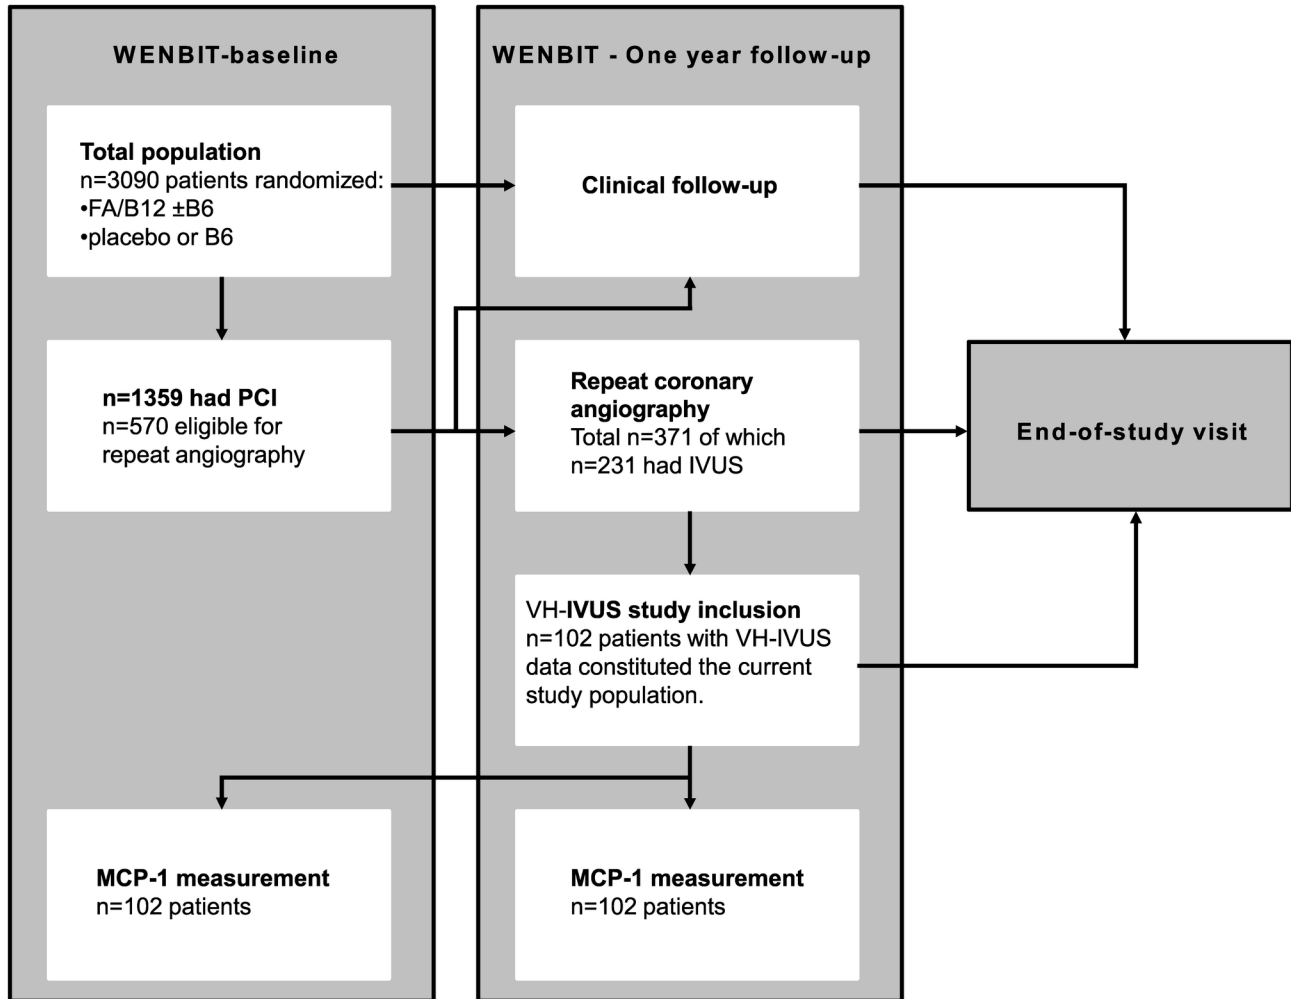 WENBIT-baseline
Total population
n=3090 patients randomized:
•FA/B12 ±B6
•placebo or B6
n=1359 had PCI
n=570 eligible for
repeat angiography
MCP-1 measurement
n=102 patients
WENBIT - One year follow-up
Clinical follow-up
Repeat coronary
angiography
Total n=371 of which
n=231 had IVUS
VH-IVUS study inclusion
n=102 patients with VH-IVUS
data constituted the current
study population.
MCP-1 measurement
n=102 patients
End-of-study visit